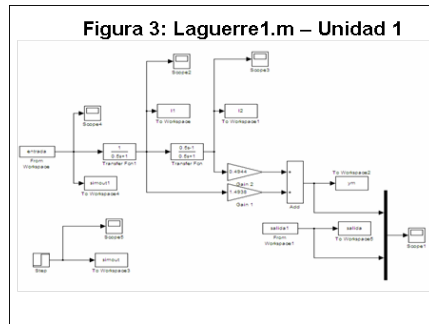 Figura 3: Laguerre1.m – Unidad 1
Scope2
Scope3
Scope4
l1
To Workspace
l2
To Workspace1
entrada
From
Workspace
1
0.5s+1
Transfer Fcn1
0.5s-1
0.5s+1
Transfer Fcn
simout1
To Workspace4
0.4944
Gain 2
1.4938
Gain 1
Add
To Workspace2
ym
salida1
From
Workspace1
salida
To Workspace5
Scope1
Scope5
Step
simout
To Workspace3